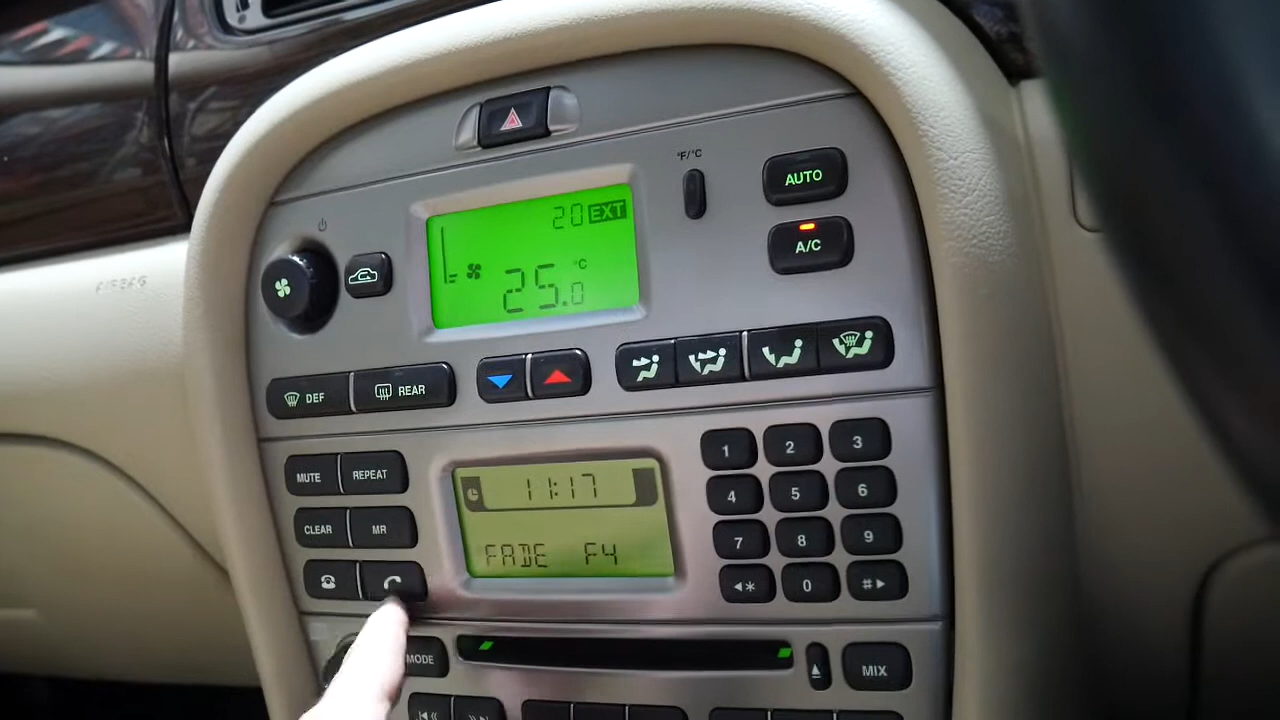 °F/°C
AUTO
20 EXT
A/C
25.0 °C
DEF REAR
AIRBAG
MUTE REPEAT
1 2 3
11:17
4 5 6
CLEAR MR
7 8 9
FADE F4
* 0 #
MODE
MIX